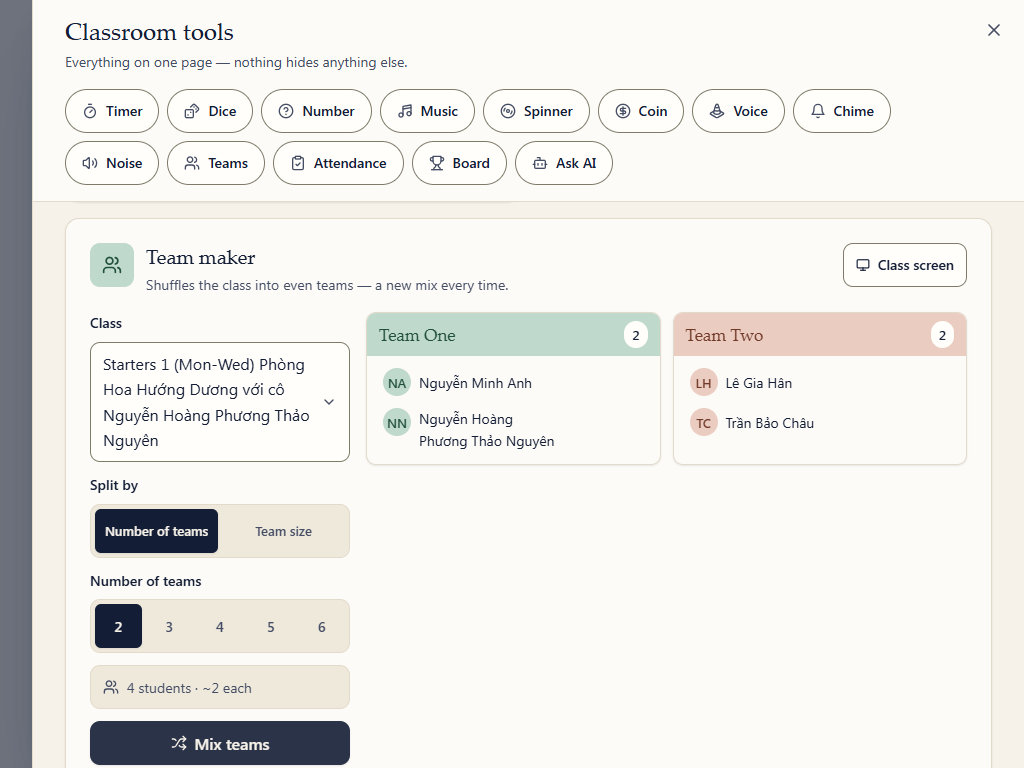 Classroom tools
Everything on one page — nothing hides anything else.
Timer
Dice
Number
Music
Spinner
Coin
Voice
Chime
Noise
Teams
Attendance
Board
Ask AI
Team maker
Shuffles the class into even teams — a new mix every time.
Class screen
Class
Starters 1 (Mon-Wed) Phòng
Hoa Hướng Dương với cô
Nguyễn Hoàng Phương Thảo
Nguyên
Split by
Number of teams
Team size
Number of teams
2
3
4
5
6
4 students · ~2 each
Mix teams
Team One
2
NA
Nguyễn Minh Anh
NN
Nguyễn Hoàng
Phương Thảo Nguyên
Team Two
2
LH
Lê Gia Hân
TC
Trần Bảo Châu